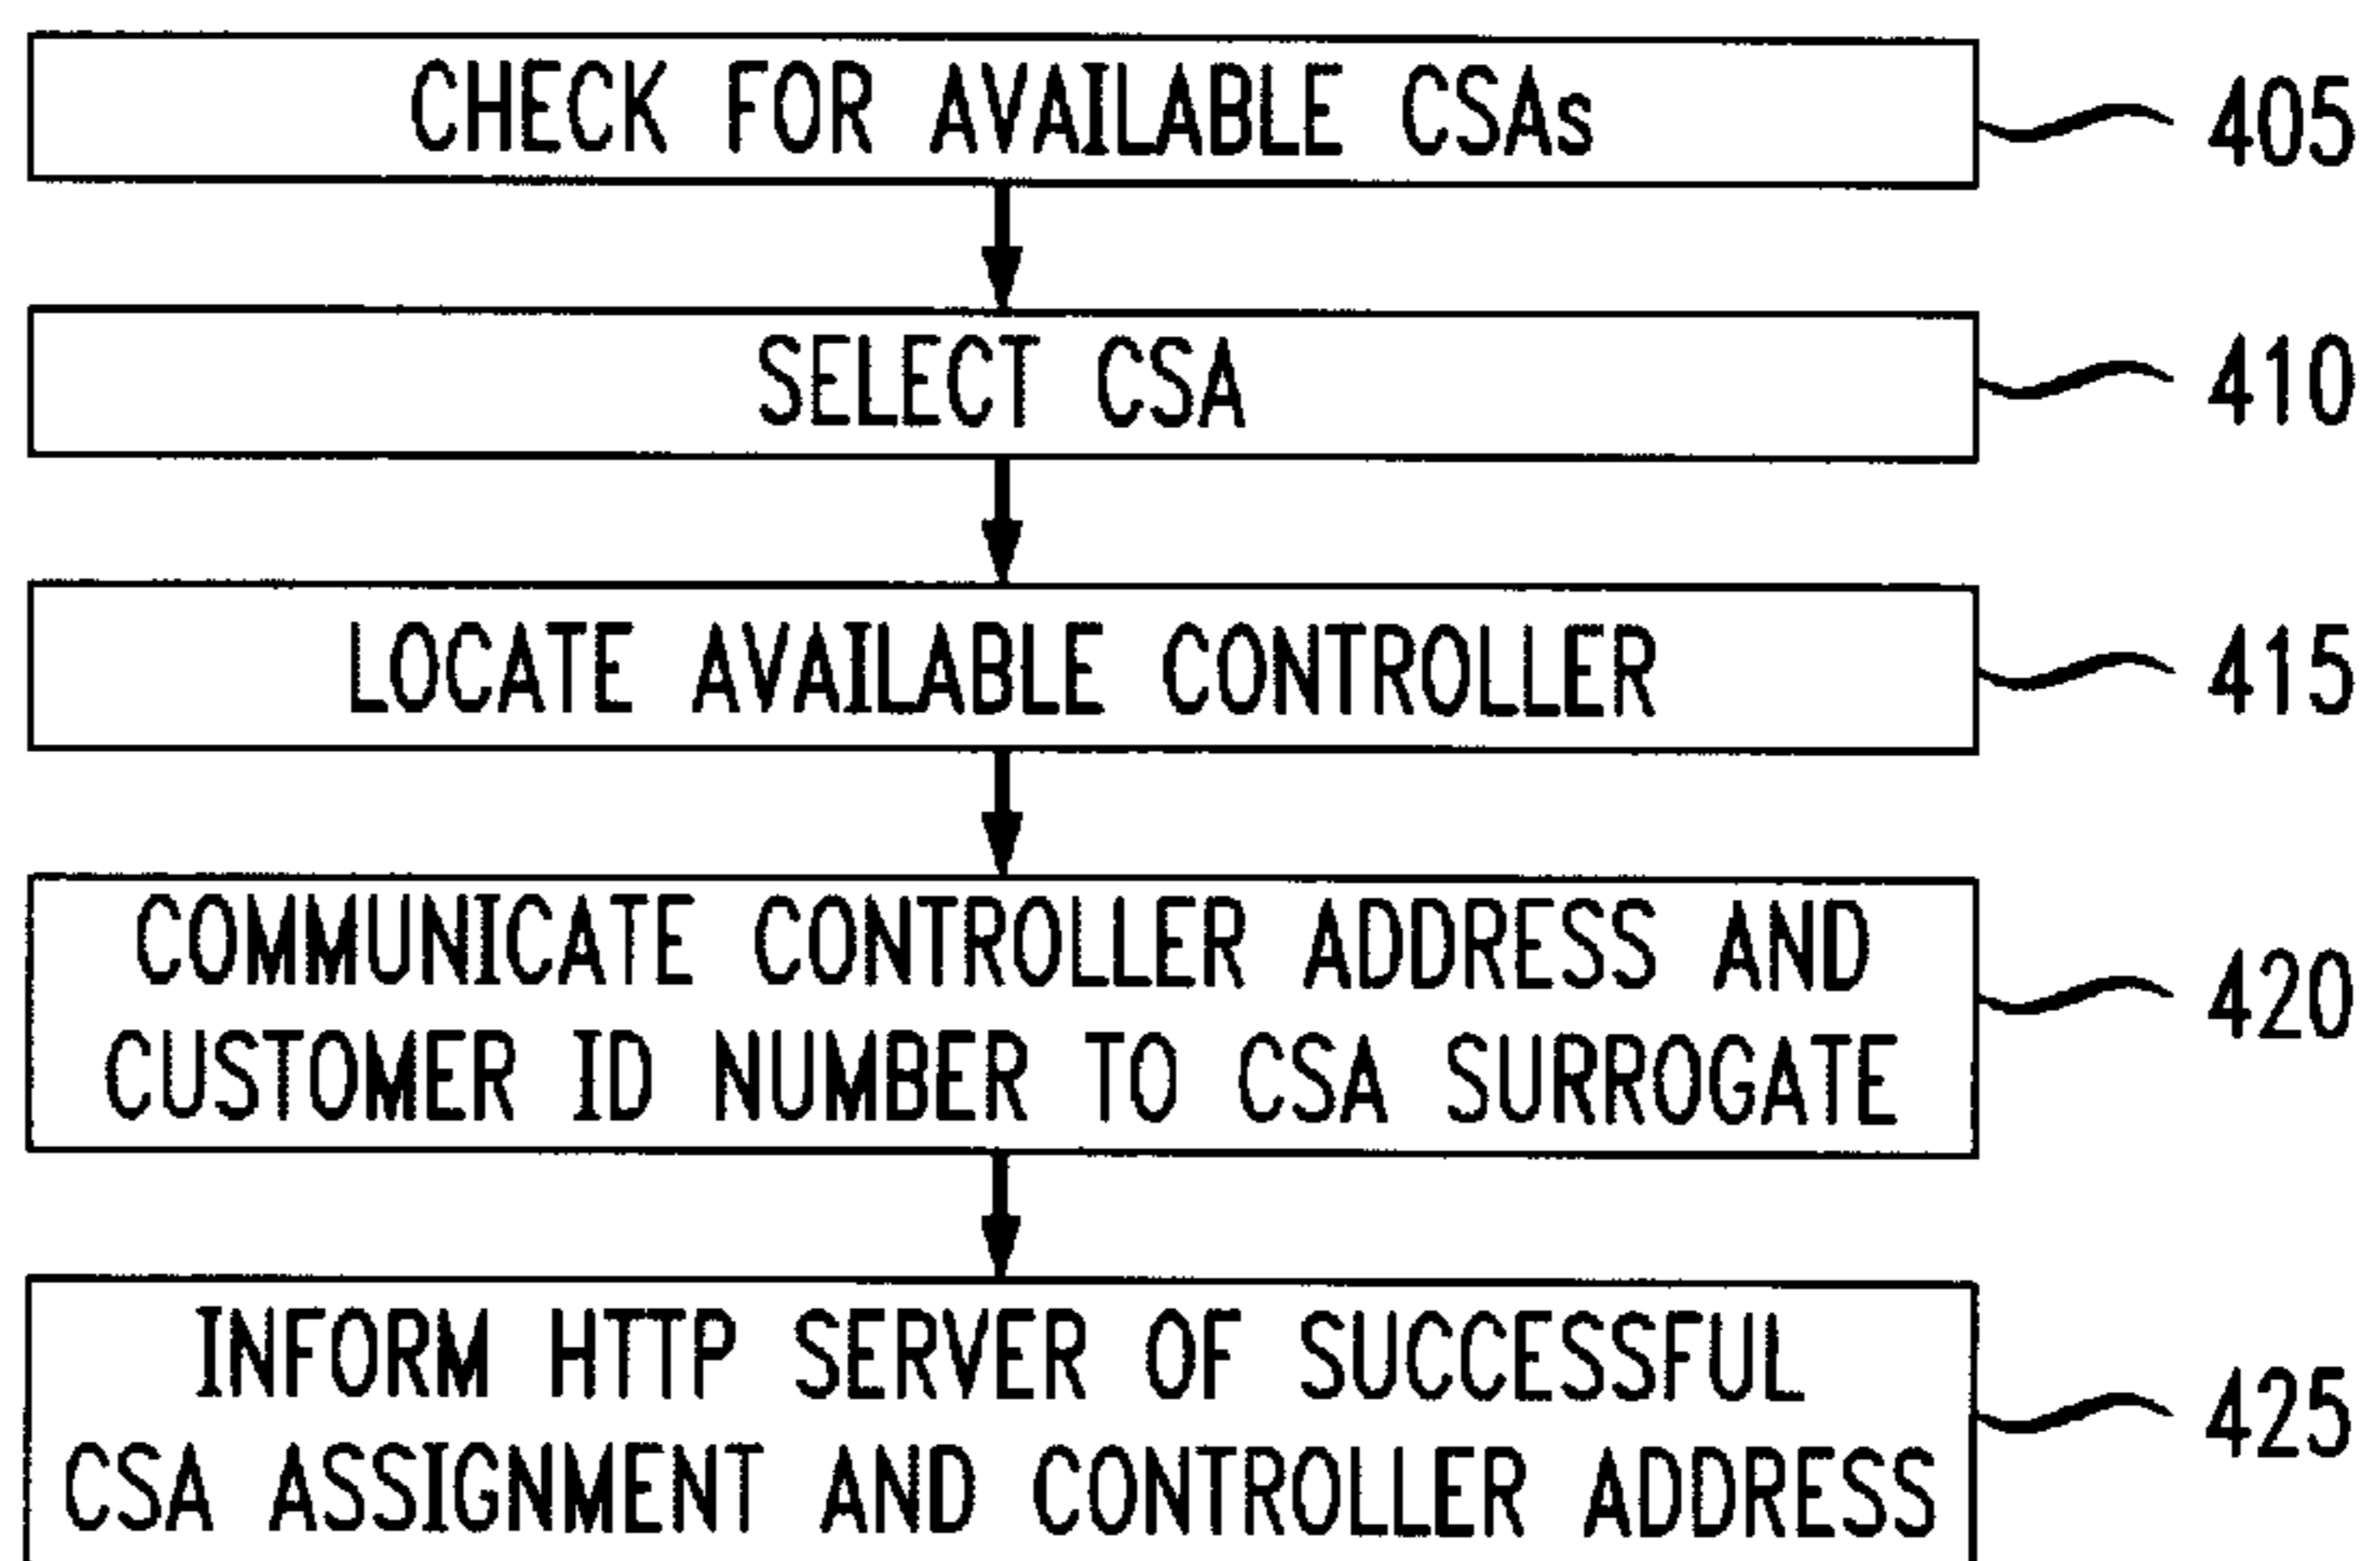 CHECK FOR AVAILABLE CSAs
405
SELECT CSA
410
LOCATE AVAILABLE CONTROLLER
415
COMMUNICATE CONTROLLER ADDRESS AND
CUSTOMER ID NUMBER TO CSA SURROGATE
420
INFORM HTTP SERVER OF SUCCESSFUL
CSA ASSIGNMENT AND CONTROLLER ADDRESS
425